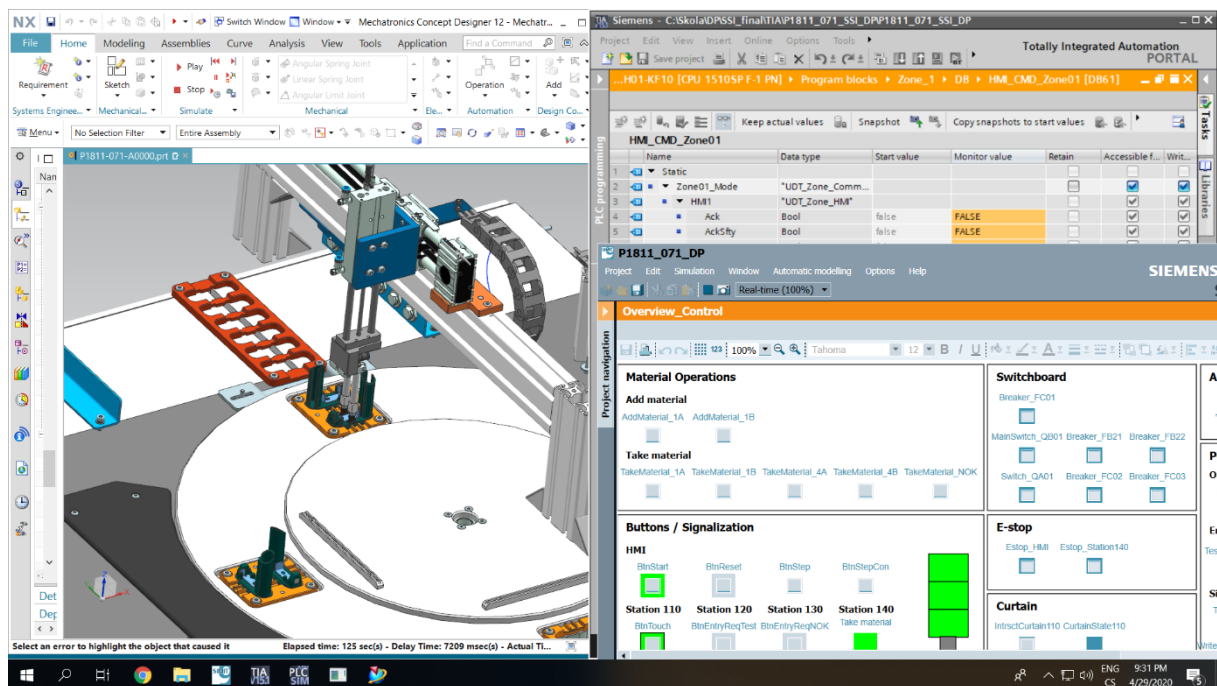 NX Switch Window Window Mechatronics Concept Designer 12 - Mechatr...
File Home Modeling Assemblies Curve Analysis View Tools Application Find a Command
Requirement
Sketch
Play
Stop
Angular Spring Joint
Linear Spring Joint
Angular Limit Joint
Operation
Add
Systems Enginee... Mechanical... Simulate Mechanical Ele... Automation Design Co...
Menu No Selection Filter Entire Assembly
P1811-071-A0000.prt
Nan
Det
Dep
Select an error to highlight the object that caused it Elapsed time: 125 sec(s) - Delay Time: 7209 msec(s) - Actual Ti...
Siemens - C:\Skola\DP\SSI_final\TIA\P1811_071_SSI_DP\P1811_071_SSI_DP
Project Edit View Insert Online Options Tools
Totally Integrated Automation
PORTAL
Save project
...H01-KF10 [CPU 1510SP F-1 PN] Program blocks Zone_1 DB HMI_CMD_Zone01 [DB61]
Keep actual values Snapshot Copy snapshots to start values
HMI_CMD_Zone01
Name Data type Start value Monitor value Retain Accessible f... Writ...
1 Static
2 Zone01_Mode "UDT_Zone_Comm...
3 HMI1 "UDT_Zone_HMI"
4 Ack Bool false FALSE
5 AckSfty Bool false FALSE
PLC programming
Tasks
Libraries
P1811_071_DP
Project Edit Simulation Window Automatic modelling Options Help
SIEMENS
Real-time (100%)
Overview_Control
Project navigation
123 100% Tahoma 12 B I U A
Material Operations
Add material
AddMaterial_1A AddMaterial_1B
Take material
TakeMaterial_1A TakeMaterial_1B TakeMaterial_4A TakeMaterial_4B TakeMaterial_NOK
Switchboard
Breaker_FC01
MainSwitch_QB01 Breaker_FB21 Breaker_FB22
Switch_QA01 Breaker_FC02 Breaker_FC03
Buttons / Signalization
HMI
BtnStart BtnReset BtnStep BtnStepCon
Station 110 Station 120 Station 130 Station 140
BtnTouch BtnEntryReqTest BtnEntryReqNOK Take material
E-stop
Estop_HMI Estop_Station140
Curtain
IntrsctCurtain110 CurtainState110
TIA V15.1
PLC SIM
ENG
CS
9:31 PM
4/29/2020
5